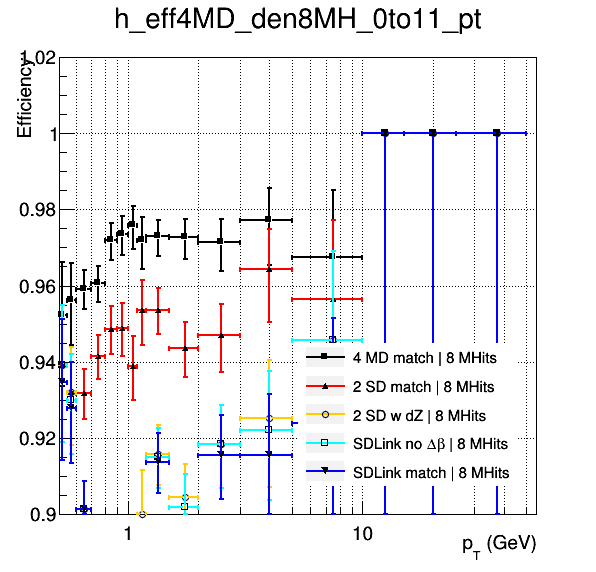 h_eff4MD_den8MH_0to11_pt
Efficiency
1.02
1
0.98
0.96
0.94
0.92
0.9
4 MD match | 8 MHits
2 SD match | 8 MHits
2 SD w dZ | 8 MHits
SDLink no Δβ | 8 MHits
SDLink match | 8 MHits
1
10
p_T (GeV)